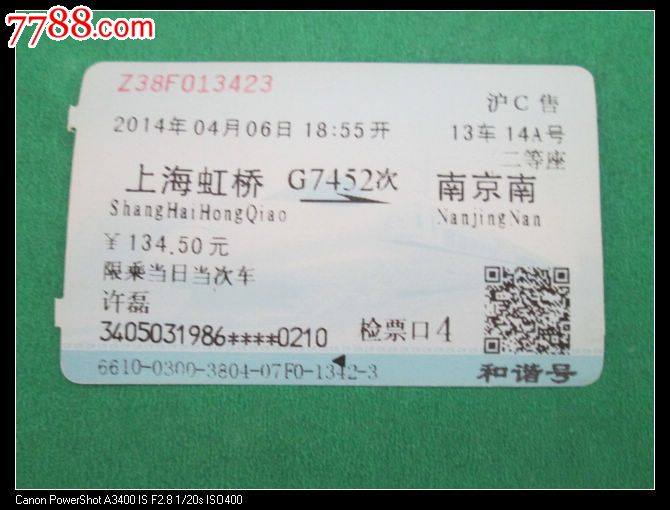 7788.com
Z38F013423
沪C售
2014年04月06日 18:55开
13车 14A号
二等座
上海虹桥 G7452次 南京南
ShangHaiHongQiao NanjingNan
￥134.50元
限乘当日当次车
许磊
3405031986****0210 检票口4
6610-0300-3804-07F0-1342-3
和谐号
Canon PowerShot A3400 IS F2.8 1/20s ISO400